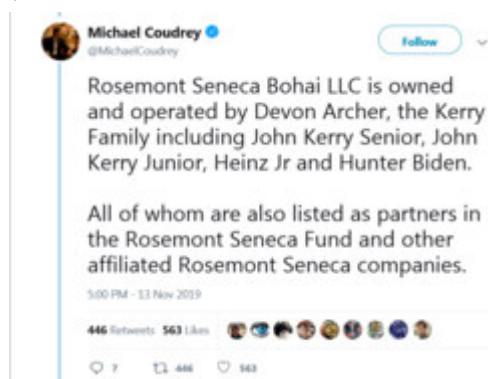 Michael Coudrey
@MichaelCoudrey
Follow
Rosemont Seneca Bohai LLC is owned
and operated by Devon Archer, the Kerry
Family including John Kerry Senior, John
Kerry Junior, Heinz Jr and Hunter Biden.
All of whom are also listed as partners in
the Rosemont Seneca Fund and other
affiliated Rosemont Seneca companies.
5:00 PM - 13 Nov 2019
446 Retweets 563 Likes
7 446 563